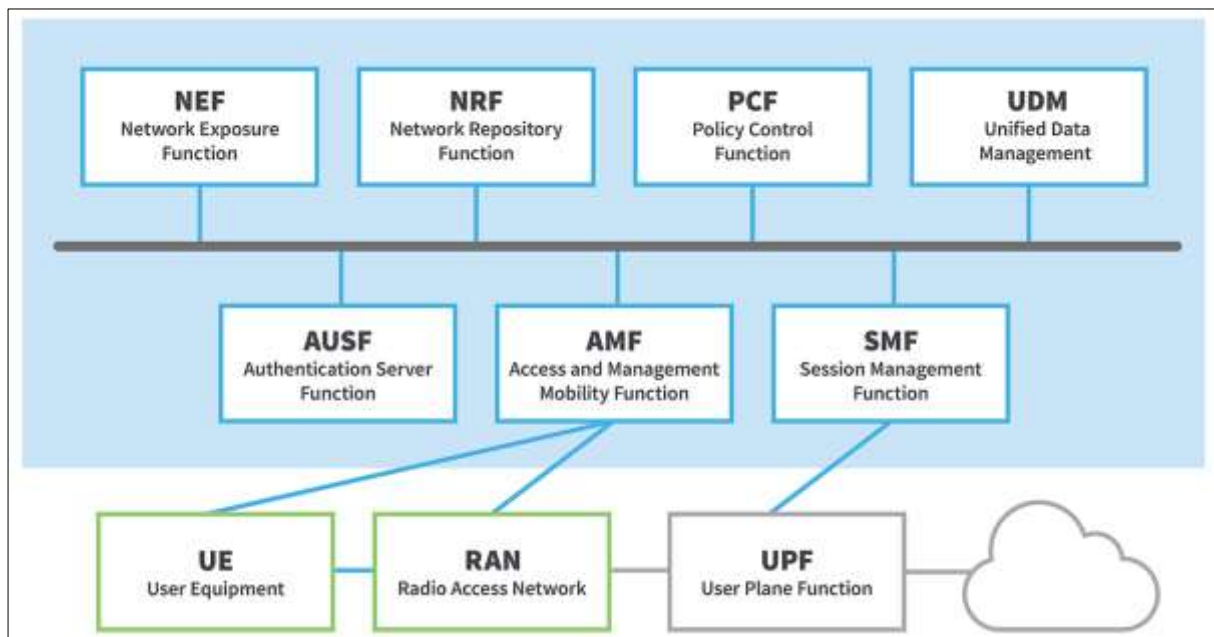 NEF
Network Exposure
Function
NRF
Network Repository
Function
PCF
Policy Control
Function
UDM
Unified Data
Management
AUSF
Authentication Server
Function
AMF
Access and Management
Mobility Function
SMF
Session Management
Function
UE
User Equipment
RAN
Radio Access Network
UPF
User Plane Function